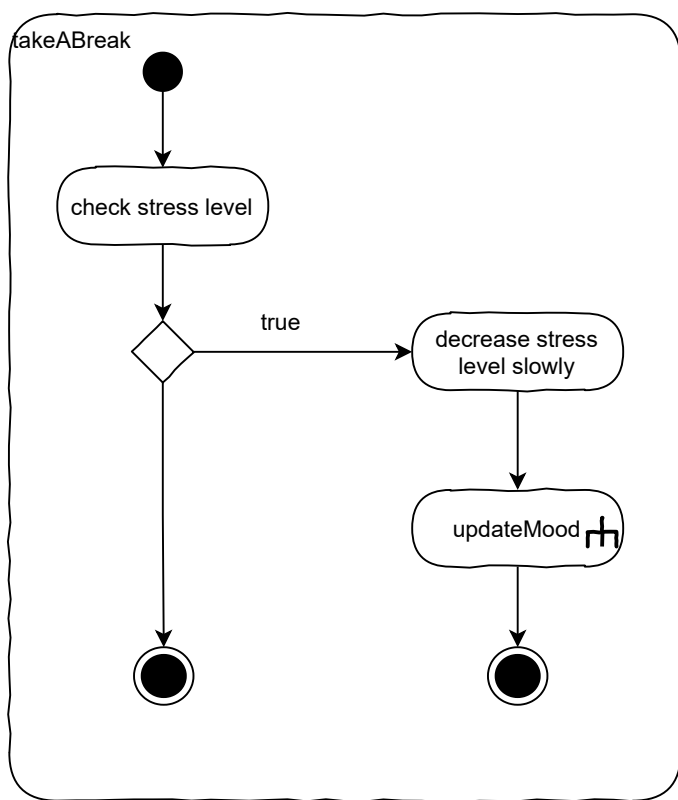 takeABreak
check stress level
true
decrease stress
level slowly
updateMood